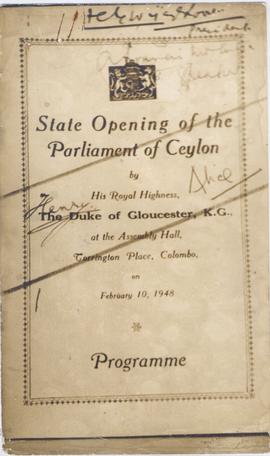 State Opening of the
Parliament of Ceylon
by
His Royal Highness,
Alice
Henry
The Duke of Gloucester, K.G.,
at the Assembly Hall,
Torrington Place, Colombo,
on
February 10, 1948
Programme